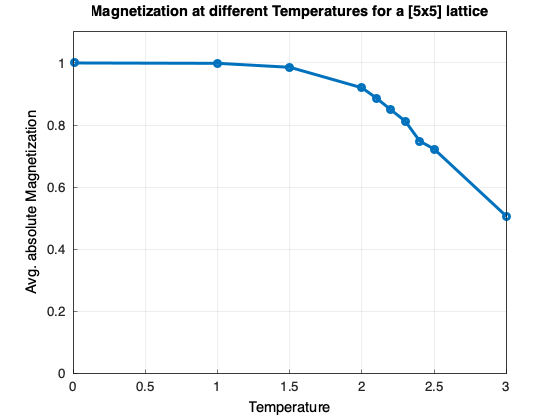 Magnetization at different Temperatures for a [5x5] lattice
1
0.8
0.6
0.4
0.2
0
Avg. absolute Magnetization
0 0.5 1 1.5 2 2.5 3
Temperature